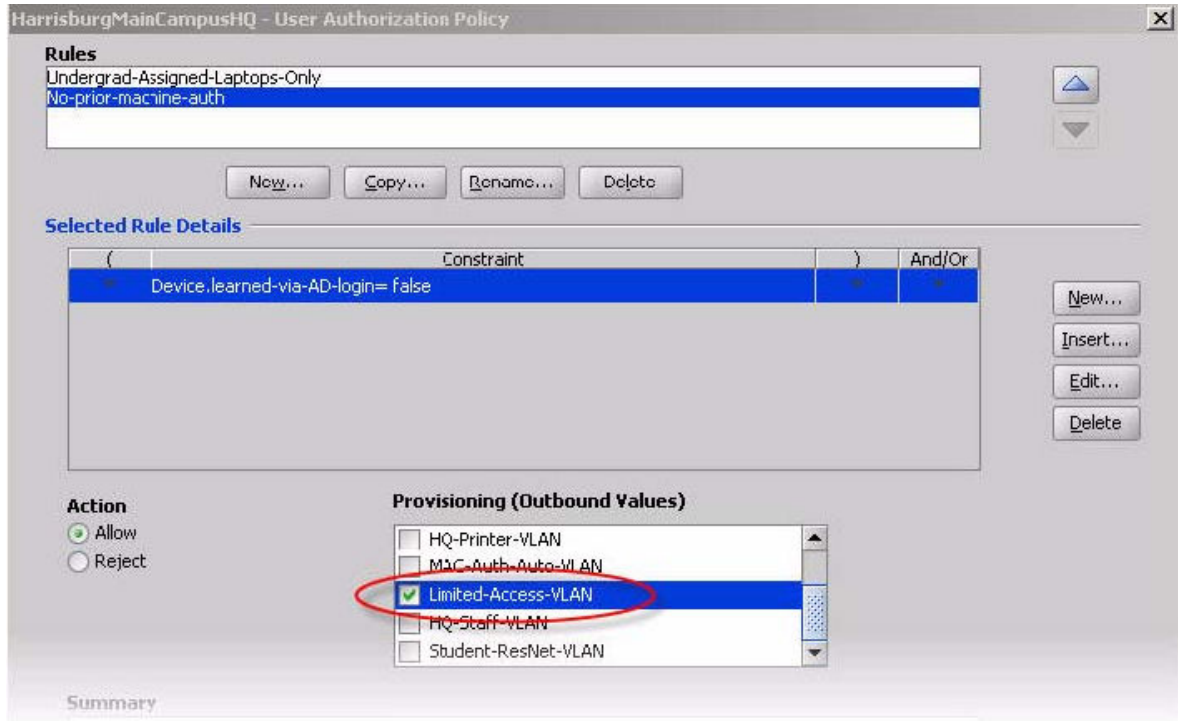 HarrisburgMainCampusHQ - User Authorization Policy
Rules
Undergrad-Assigned-Laptops-Only
No-prior-machine-auth
New...
Copy...
Rename...
Delete
Selected Rule Details
( Constraint ) And/Or
Device.learned-via-AD-login= false
New...
Insert...
Edit...
Delete
Action
Allow
Reject
Provisioning (Outbound Values)
HQ-Printer-VLAN
MAC-Auth-Auto-VLAN
Limited-Access-VLAN
HQ-Staff-VLAN
Student-ResNet-VLAN
Summary